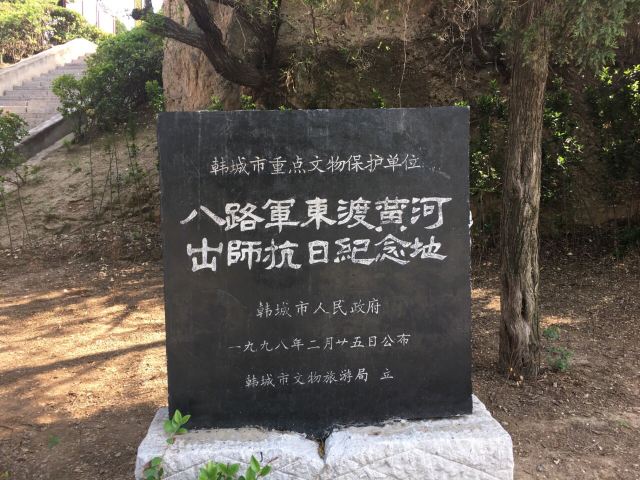 韩城市重点文物保护单位
八路軍東渡黄河
出師抗日紀念地
韩城市人民政府
一九九八年二月廿五日公布
韩城市文物旅游局 立